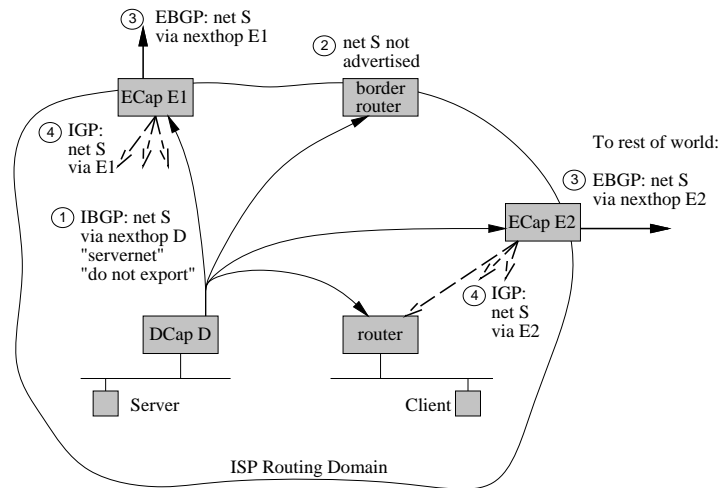 3 EBGP: net S
via nexthop E1
2 net S not
advertised
ECap E1
border
router
4 IGP:
net S
via E1
To rest of world:
3 EBGP: net S
via nexthop E2
1 IBGP: net S
via nexthop D
"servernet"
"do not export"
ECap E2
4 IGP:
net S
via E2
DCap D
router
Server
Client
ISP Routing Domain